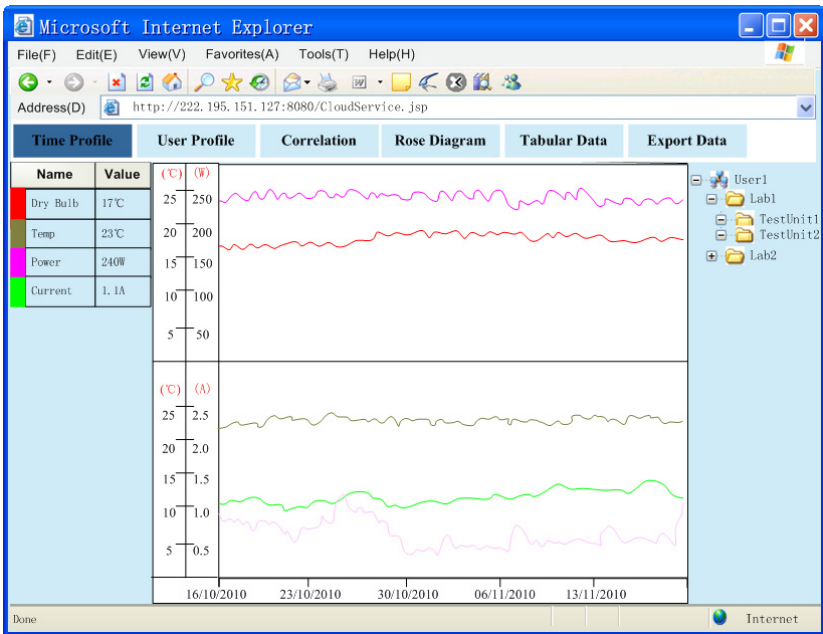 Microsoft Internet Explorer
File(F) Edit(E) View(V) Favorites(A) Tools(T) Help(H)
Address(D) http://222.195.151.127:8080/CloudService.jsp
Time Profile User Profile Correlation Rose Diagram Tabular Data Export Data
Name Value
Dry Bulb 17℃
Temp 23℃
Power 240W
Current 1.1A
(℃) (W)
25 250
20 200
15 150
10 100
5 50
(℃) (A)
25 2.5
20 2.0
15 1.5
10 1.0
5 0.5
16/10/2010 23/10/2010 30/10/2010 06/11/2010 13/11/2010
User1
Lab1
TestUnit1
TestUnit2
Lab2
Done Internet